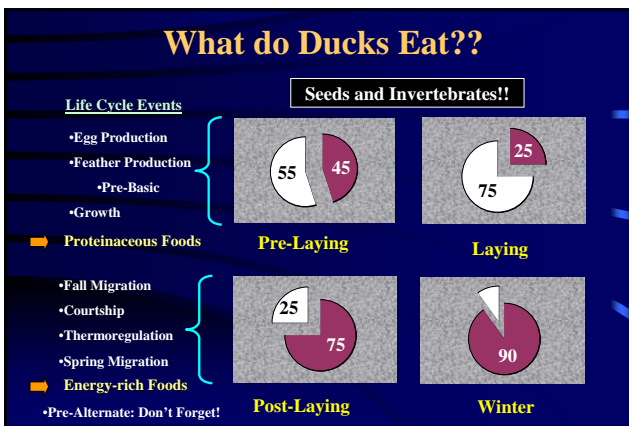 What do Ducks Eat??
Seeds and Invertebrates!!
Life Cycle Events
•Egg Production
•Feather Production
•Pre-Basic
•Growth
Proteinaceous Foods
55
45
Pre-Laying
25
75
Laying
•Fall Migration
•Courtship
•Thermoregulation
•Spring Migration
Energy-rich Foods
•Pre-Alternate: Don't Forget!
25
75
Post-Laying
90
Winter